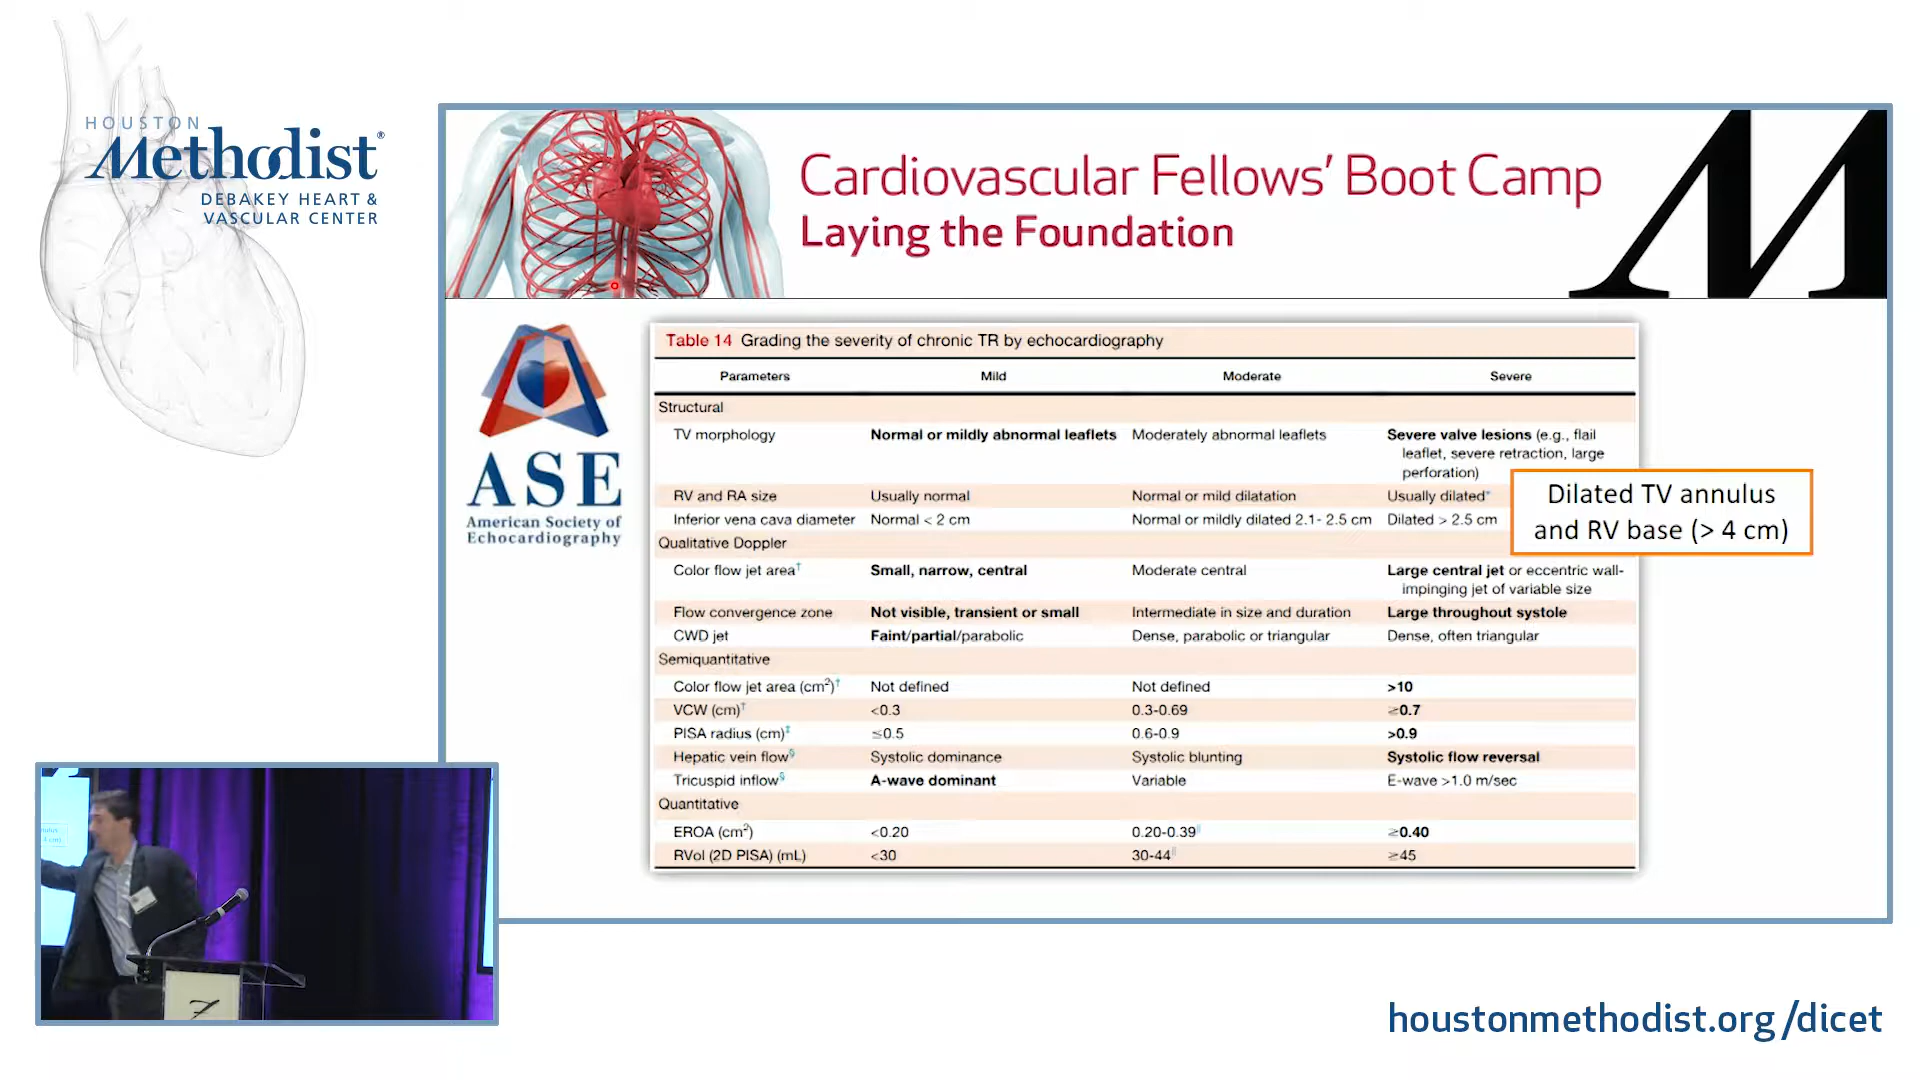 HOUSTON
Methodist®
DEBAKEY HEART &
VASCULAR CENTER
Cardiovascular Fellows’ Boot Camp
Laying the Foundation
ASE
American Society of
Echocardiography
Table 14 Grading the severity of chronic TR by echocardiography
Parameters Mild Moderate Severe
Structural
TV morphology Normal or mildly abnormal leaflets Moderately abnormal leaflets Severe valve lesions (e.g., flail
leaflet, severe retraction, large
perforation)
RV and RA size Usually normal Normal or mild dilatation Usually dilated*
Inferior vena cava diameter Normal < 2 cm Normal or mildly dilated 2.1- 2.5 cm Dilated > 2.5 cm
Dilated TV annulus
and RV base (> 4 cm)
Qualitative Doppler
Color flow jet area† Small, narrow, central Moderate central Large central jet or eccentric wall-
impinging jet of variable size
Flow convergence zone Not visible, transient or small Intermediate in size and duration Large throughout systole
CWD jet Faint/partial/parabolic Dense, parabolic or triangular Dense, often triangular
Semiquantitative
Color flow jet area (cm²)† Not defined Not defined >10
VCW (cm)† <0.3 0.3-0.69 ≥0.7
PISA radius (cm)‡ ≤0.5 0.6-0.9 >0.9
Hepatic vein flow§ Systolic dominance Systolic blunting Systolic flow reversal
Tricuspid inflow§ A-wave dominant Variable E-wave >1.0 m/sec
Quantitative
EROA (cm²) <0.20 0.20-0.39‖ ≥0.40
RVol (2D PISA) (mL) <30 30-44‖ ≥45
houstonmethodist.org/dicet